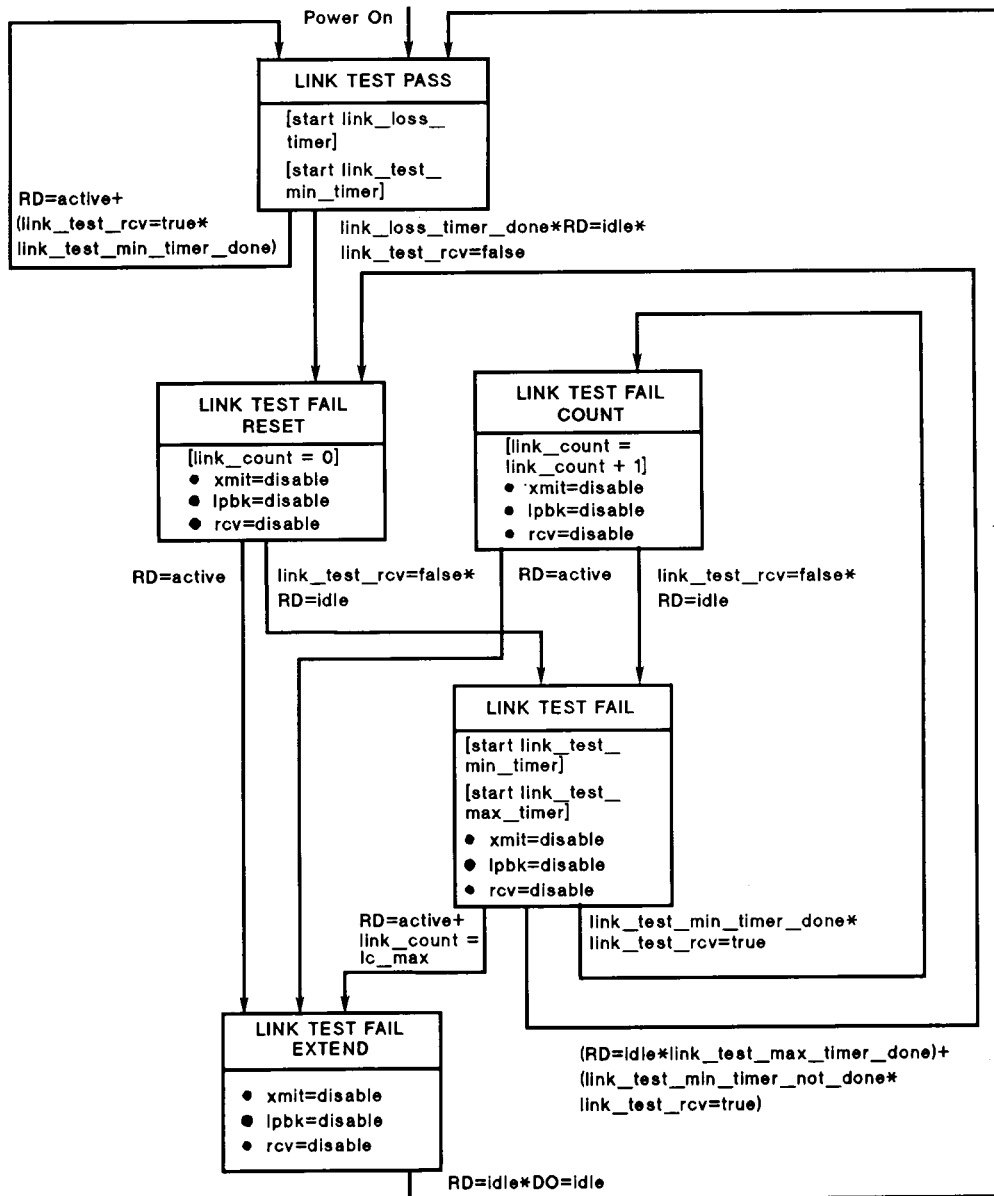 Power On
LINK TEST PASS
[start link_loss_
timer]
[start link_test_
min_timer]
RD=active+
(link_test_rcv=true*
link_test_min_timer_done)
link_loss_timer_done*RD=idle*
link_test_rcv=false
LINK TEST FAIL
RESET
[link_count = 0]
● xmit=disable
● lpbk=disable
● rcv=disable
LINK TEST FAIL
COUNT
[link_count =
link_count + 1]
● xmit=disable
● lpbk=disable
● rcv=disable
RD=active
link_test_rcv=false*
RD=idle
RD=active
link_test_rcv=false*
RD=idle
LINK TEST FAIL
[start link_test_
min_timer]
[start link_test_
max_timer]
● xmit=disable
● lpbk=disable
● rcv=disable
RD=active+
link_count =
lc_max
link_test_min_timer_done*
link_test_rcv=true
LINK TEST FAIL
EXTEND
● xmit=disable
● lpbk=disable
● rcv=disable
(RD=idle*link_test_max_timer_done)+
(link_test_min_timer_not_done*
link_test_rcv=true)
RD=idle*DO=idle